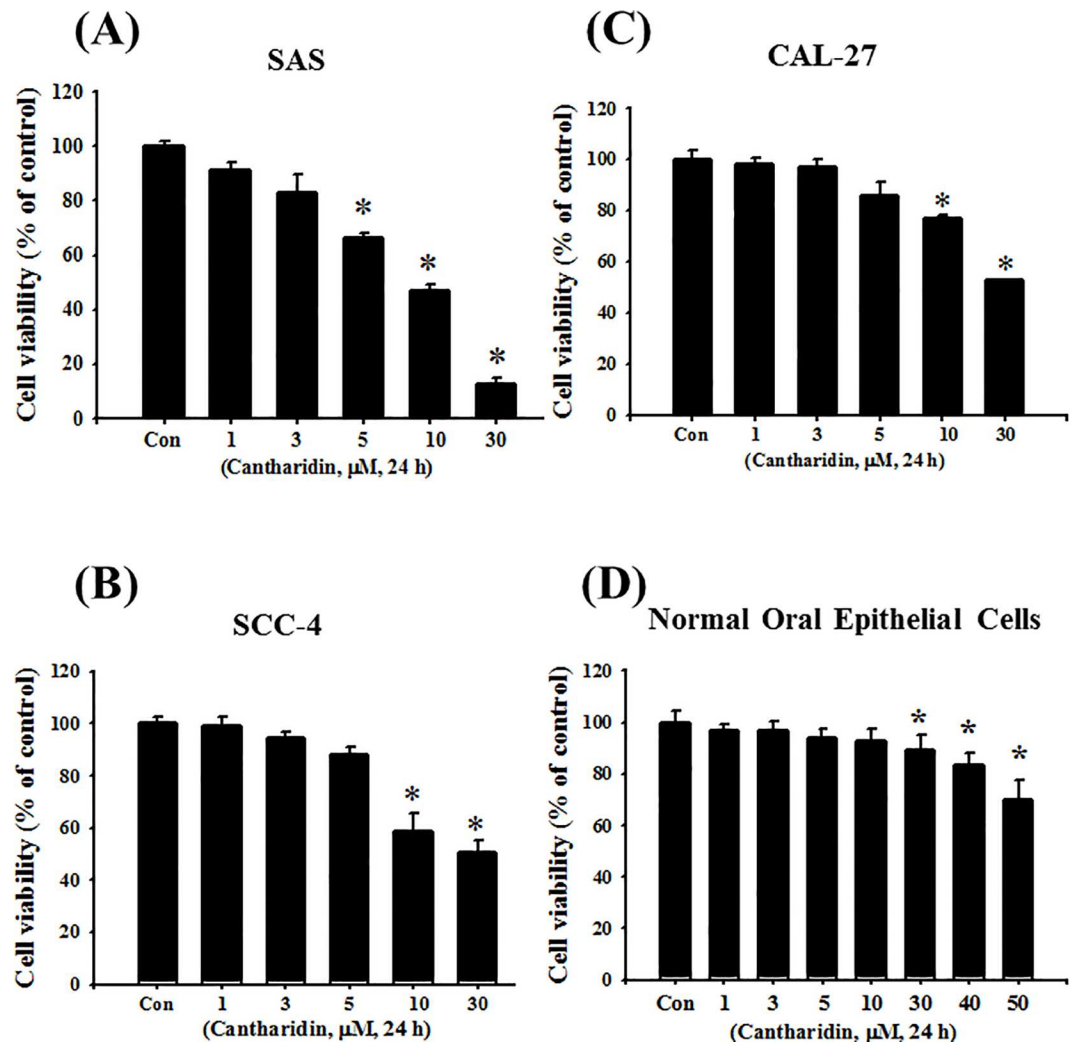 (A)
SAS
Cell viability (% of control)
120
100
80
60
40
20
0
*
*
*
Con 1 3 5 10 30
(Cantharidin, μM, 24 h)
(C)
CAL-27
Cell viability (% of control)
120
100
80
60
40
20
0
*
*
Con 1 3 5 10 30
(Cantharidin, μM, 24 h)
(B)
SCC-4
Cell viability (% of control)
120
100
80
60
40
20
0
*
*
Con 1 3 5 10 30
(Cantharidin, μM, 24 h)
(D)
Normal Oral Epithelial Cells
Cell viability (% of control)
120
100
80
60
40
20
0
*
*
*
Con 1 3 5 10 30 40 50
(Cantharidin, μM, 24 h)